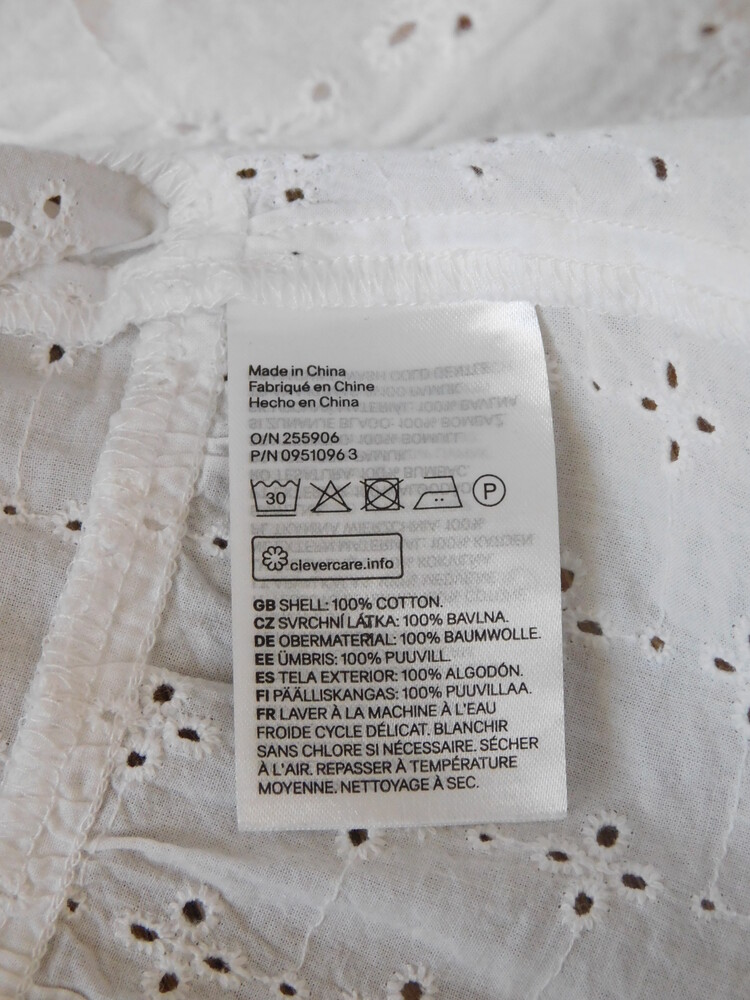 Made in China
Fabriqué en Chine
Hecho en China
O/N 255906
P/N 0951096 3
30
P
clevercare.info
GB SHELL: 100% COTTON.
CZ SVRCHNÍ LÁTKA: 100% BAVLNA.
DE OBERMATERIAL: 100% BAUMWOLLE.
EE ÜMBRIS: 100% PUUVILL.
ES TELA EXTERIOR: 100% ALGODÓN.
FI PÄÄLLISKANGAS: 100% PUUVILLAA.
FR LAVER À LA MACHINE À L'EAU
FROIDE CYCLE DÉLICAT. BLANCHIR
SANS CHLORE SI NÉCESSAIRE. SÉCHER
À L'AIR. REPASSER À TEMPÉRATURE
MOYENNE. NETTOYAGE À SEC.